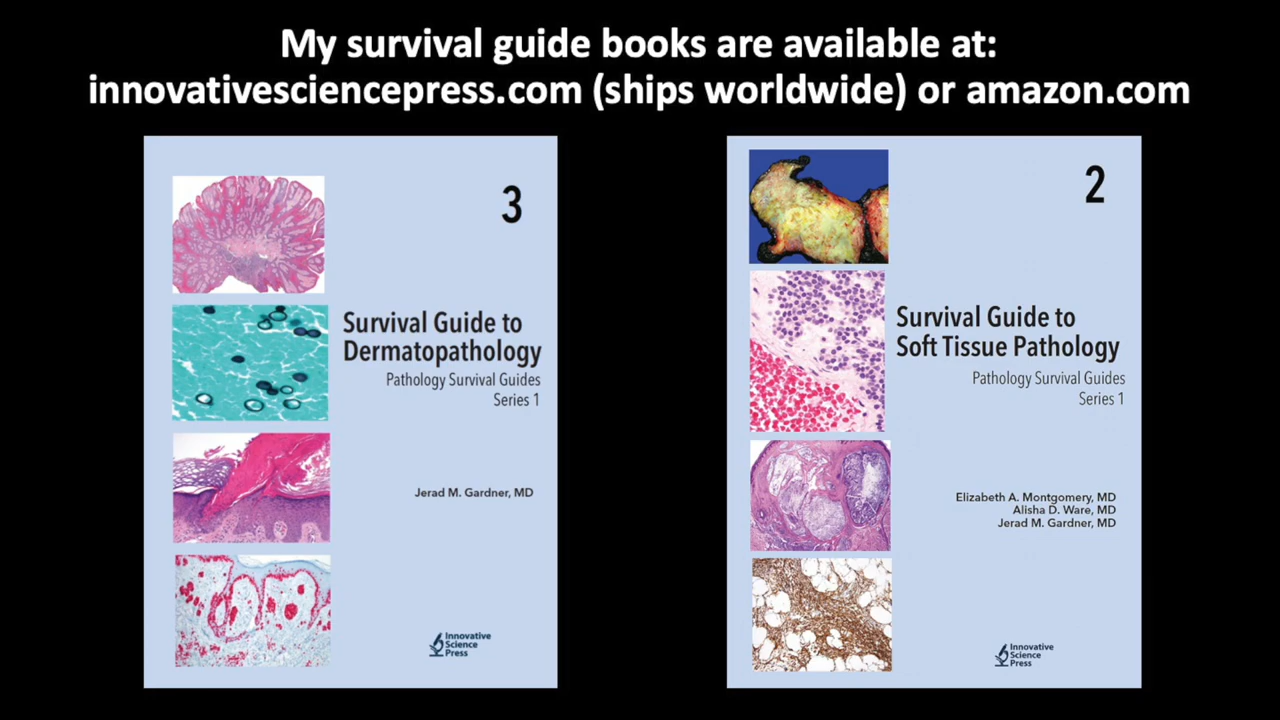 My survival guide books are available at:
innovativesciencepress.com (ships worldwide) or amazon.com
3
Survival Guide to
Dermatopathology
Pathology Survival Guides
Series 1
Jerad M. Gardner, MD
Innovative
Science
Press
2
Survival Guide to
Soft Tissue Pathology
Pathology Survival Guides
Series 1
Elizabeth A. Montgomery, MD
Alisha D. Ware, MD
Jerad M. Gardner, MD
Innovative
Science
Press